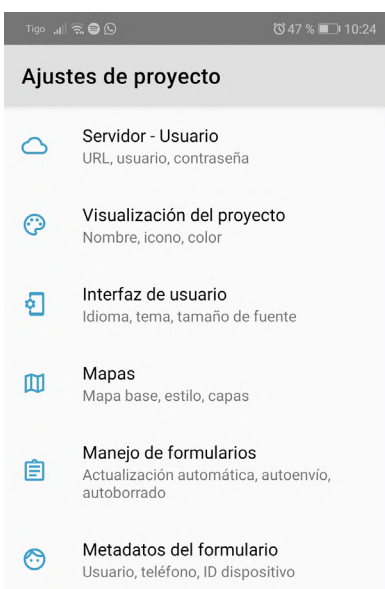 Tigo 47 % 10:24
Ajustes de proyecto
Servidor - Usuario
URL, usuario, contraseña
Visualización del proyecto
Nombre, icono, color
Interfaz de usuario
Idioma, tema, tamaño de fuente
Mapas
Mapa base, estilo, capas
Manejo de formularios
Actualización automática, autoenvío,
autoborrado
Metadatos del formulario
Usuario, teléfono, ID dispositivo